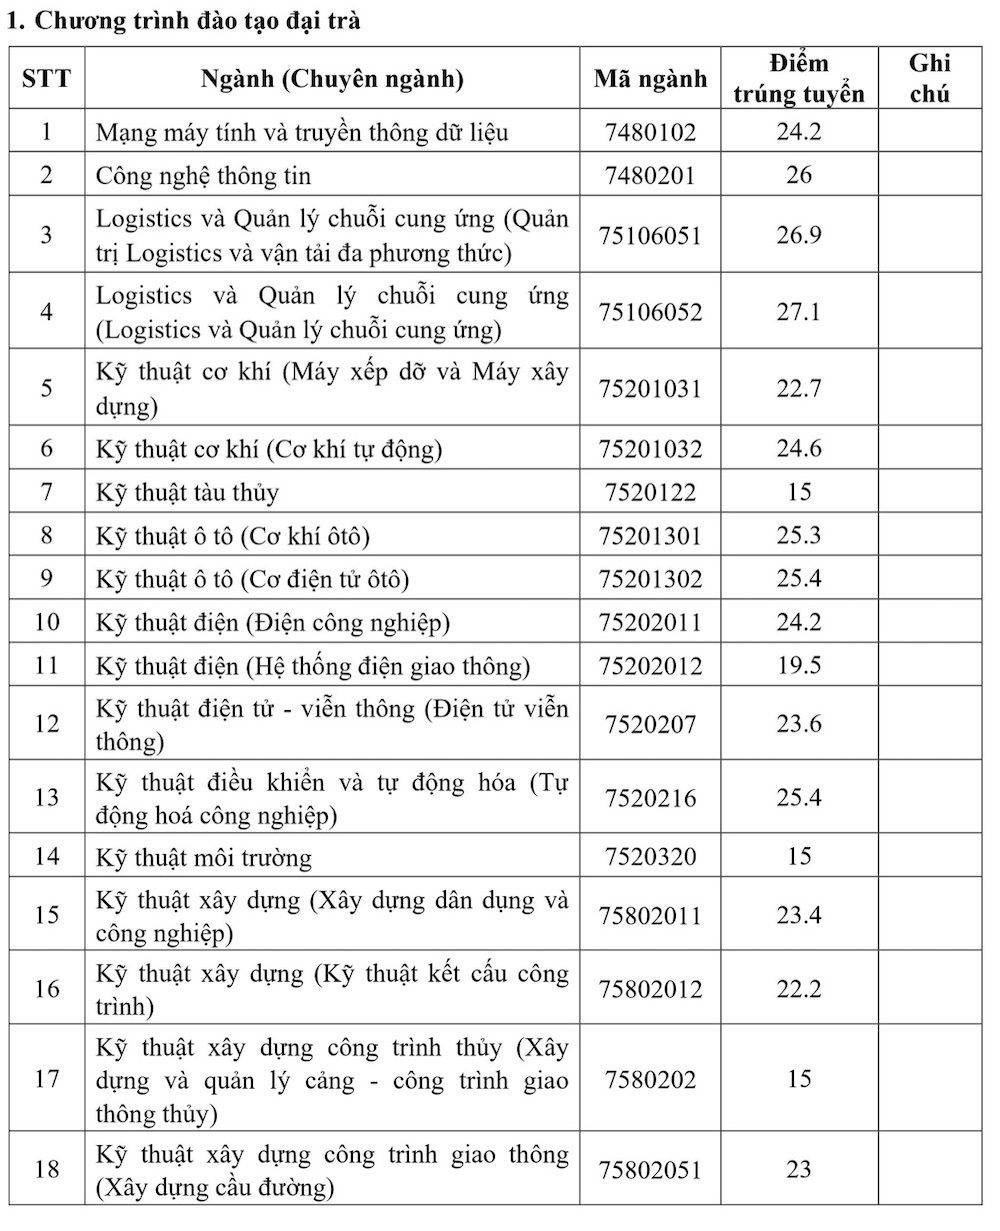 1. Chương trình đào tạo đại trà
STT Ngành (Chuyên ngành) Mã ngành Điểm trúng tuyển Ghi chú
1 Mạng máy tính và truyền thông dữ liệu 7480102 24.2
2 Công nghệ thông tin 7480201 26
3 Logistics và Quản lý chuỗi cung ứng (Quản
trị Logistics và vận tải đa phương thức) 75106051 26.9
4 Logistics và Quản lý chuỗi cung ứng
(Logistics và Quản lý chuỗi cung ứng) 75106052 27.1
5 Kỹ thuật cơ khí (Máy xếp dỡ và Máy xây
dựng) 75201031 22.7
6 Kỹ thuật cơ khí (Cơ khí tự động) 75201032 24.6
7 Kỹ thuật tàu thủy 7520122 15
8 Kỹ thuật ô tô (Cơ khí ôtô) 75201301 25.3
9 Kỹ thuật ô tô (Cơ điện tử ôtô) 75201302 25.4
10 Kỹ thuật điện (Điện công nghiệp) 75202011 24.2
11 Kỹ thuật điện (Hệ thống điện giao thông) 75202012 19.5
12 Kỹ thuật điện tử - viễn thông (Điện tử viễn
thông) 7520207 23.6
13 Kỹ thuật điều khiển và tự động hóa (Tự
động hoá công nghiệp) 7520216 25.4
14 Kỹ thuật môi trường 7520320 15
15 Kỹ thuật xây dựng (Xây dựng dân dụng và
công nghiệp) 75802011 23.4
16 Kỹ thuật xây dựng (Kỹ thuật kết cấu công
trình) 75802012 22.2
17 Kỹ thuật xây dựng công trình thủy (Xây
dựng và quản lý cảng - công trình giao
thông thủy) 7580202 15
18 Kỹ thuật xây dựng công trình giao thông
(Xây dựng cầu đường) 75802051 23